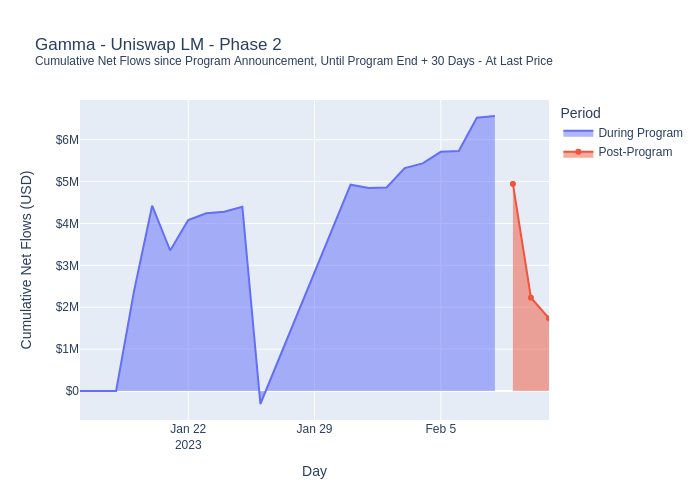 Gamma - Uniswap LM - Phase 2
Cumulative Net Flows since Program Announcement, Until Program End + 30 Days - At Last Price
Period
During Program
Post-Program
Cumulative Net Flows (USD)
$6M
$5M
$4M
$3M
$2M
$1M
$0
Jan 22
2023
Jan 29
Feb 5
Day